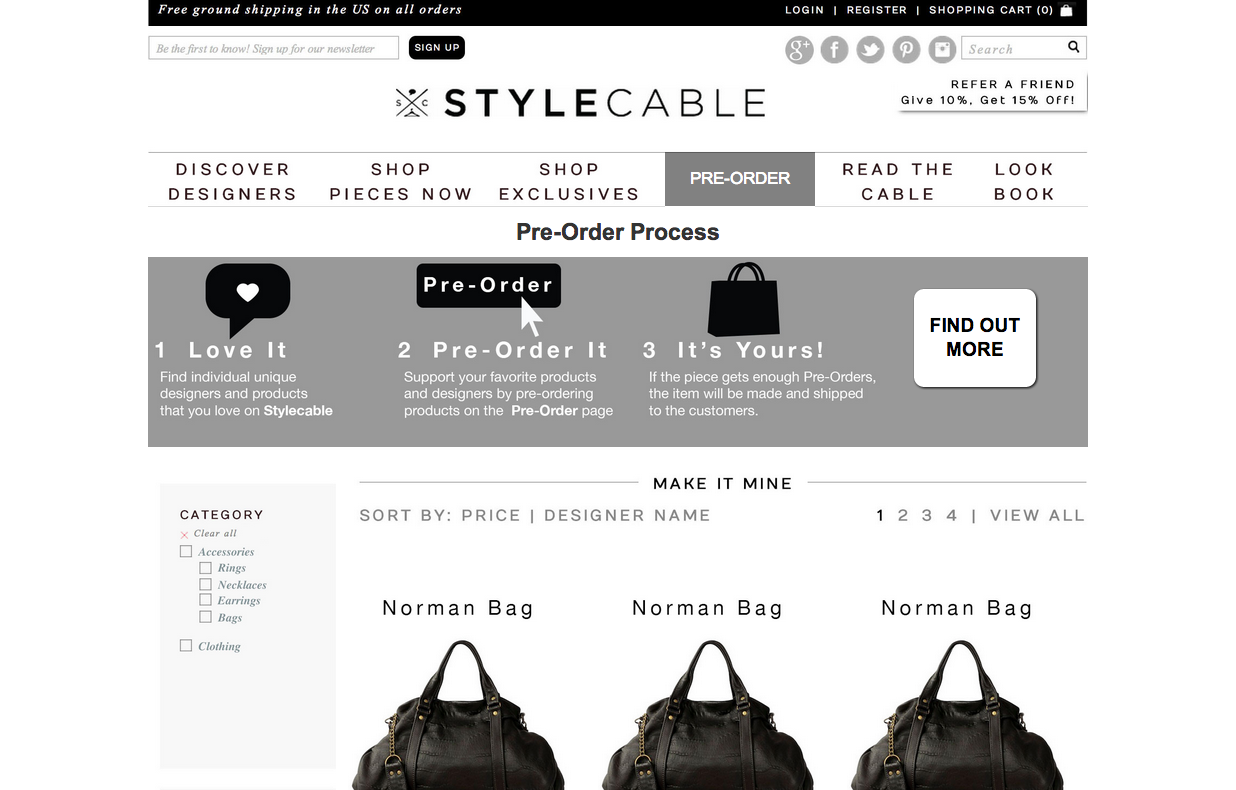 Free ground shipping in the US on all orders
LOGIN | REGISTER | SHOPPING CART (0)
Be the first to know! Sign up for our newsletter
SIGN UP
g+ f
Search
REFER A FRIEND
Give 10%, Get 15% Off!
S C STYLECABLE
DISCOVER
DESIGNERS
SHOP
PIECES NOW
SHOP
EXCLUSIVES
PRE-ORDER
READ THE
CABLE
LOOK
BOOK
Pre-Order Process
1 Love It
Find individual unique
designers and products
that you love on Stylecable
Pre-Order
2 Pre-Order It
Support your favorite products
and designers by pre-ordering
products on the Pre-Order page
3 It’s Yours!
If the piece gets enough Pre-Orders,
the item will be made and shipped
to the customers.
FIND OUT
MORE
CATEGORY
Clear all
Accessories
Rings
Necklaces
Earrings
Bags
Clothing
MAKE IT MINE
SORT BY: PRICE | DESIGNER NAME
1 2 3 4 | VIEW ALL
Norman Bag
Norman Bag
Norman Bag